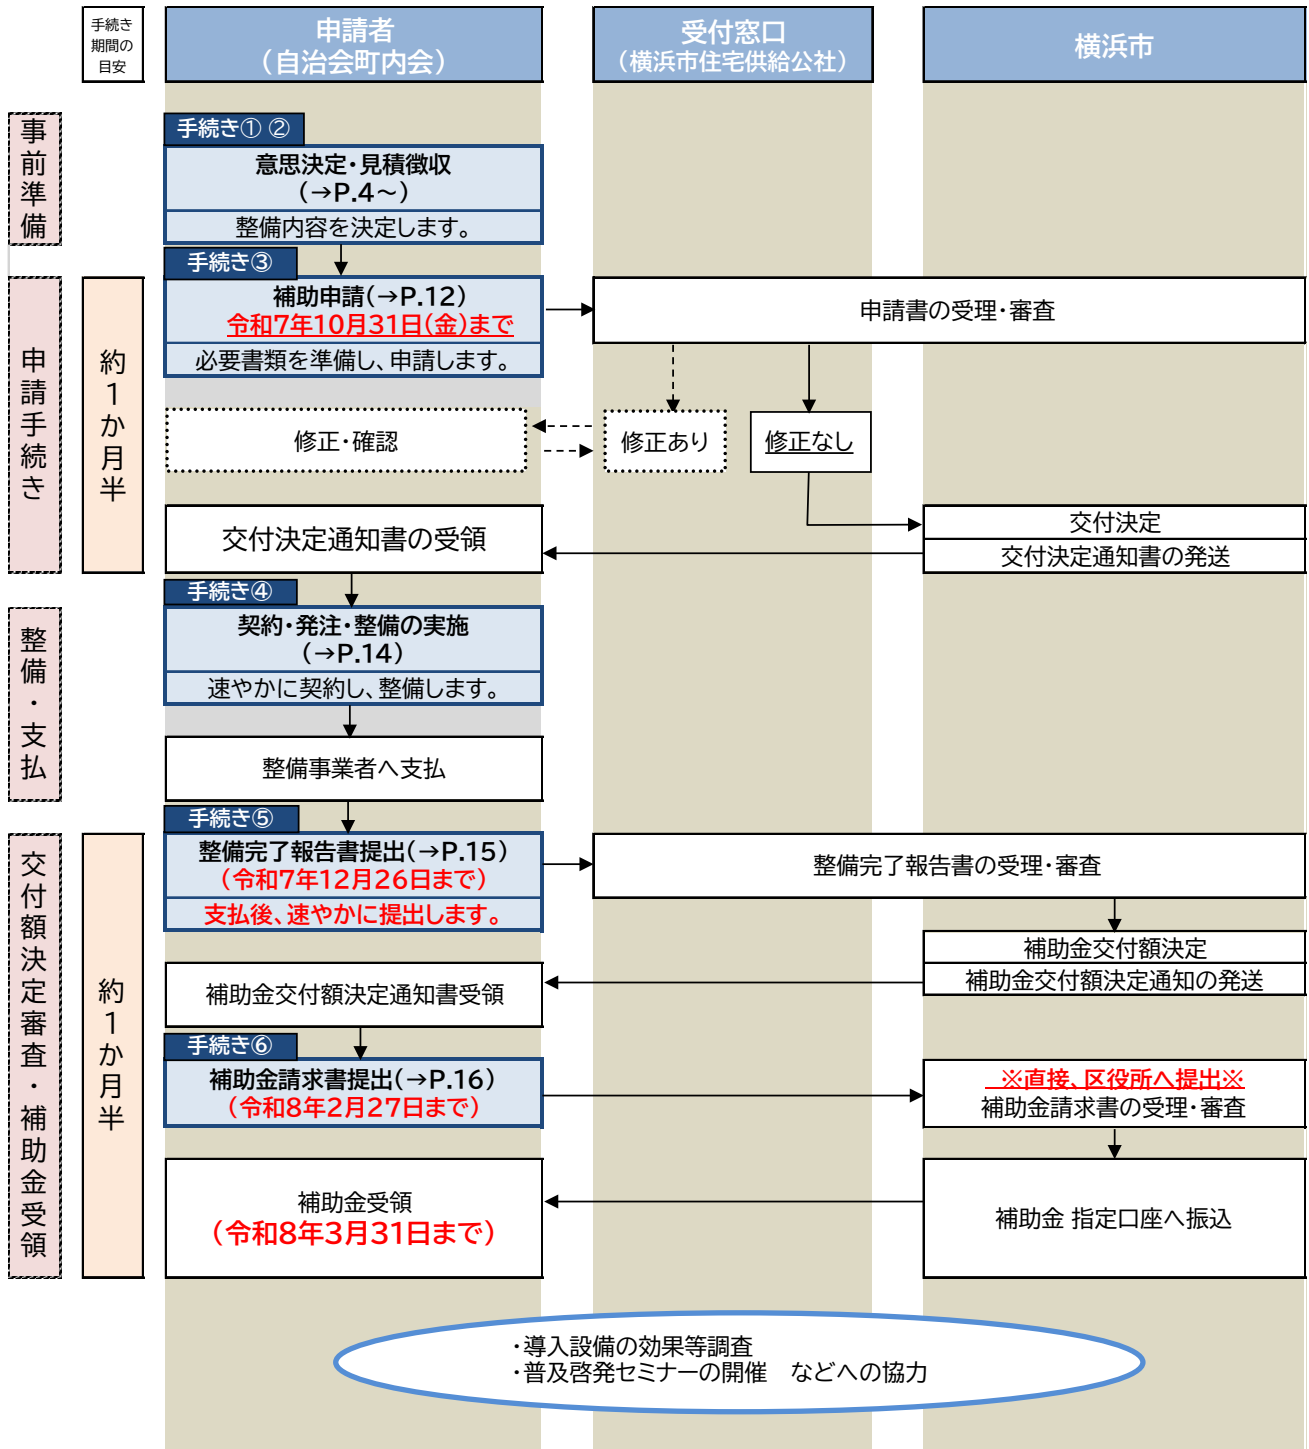 手続き
期間の
目安
申請者
（自治会町内会）
受付窓口
（横浜市住宅供給公社）
横浜市
事前準備
手続き① ②
意思決定・見積徴収
（→P.4～）
整備内容を決定します。
申請手続き
約１か月半
手続き③
補助申請（→P.12）
令和7年10月31日（金）まで
必要書類を準備し、申請します。
申請書の受理・審査
修正・確認
修正あり
修正なし
交付決定通知書の受領
交付決定
交付決定通知書の発送
整備・支払
手続き④
契約・発注・整備の実施
（→P.14）
速やかに契約し、整備します。
整備事業者へ支払
交付額決定審査・補助金受領
約１か月半
手続き⑤
整備完了報告書提出（→P.15）
（令和7年12月26日まで）
支払後、速やかに提出します。
整備完了報告書の受理・審査
補助金交付額決定
補助金交付額決定通知の発送
補助金交付額決定通知書受領
手続き⑥
補助金請求書提出（→P.16）
（令和8年2月27日まで）
※直接、区役所へ提出※
補助金請求書の受理・審査
補助金受領
（令和8年3月31日まで）
補助金 指定口座へ振込
・導入設備の効果等調査
・普及啓発セミナーの開催　などへの協力